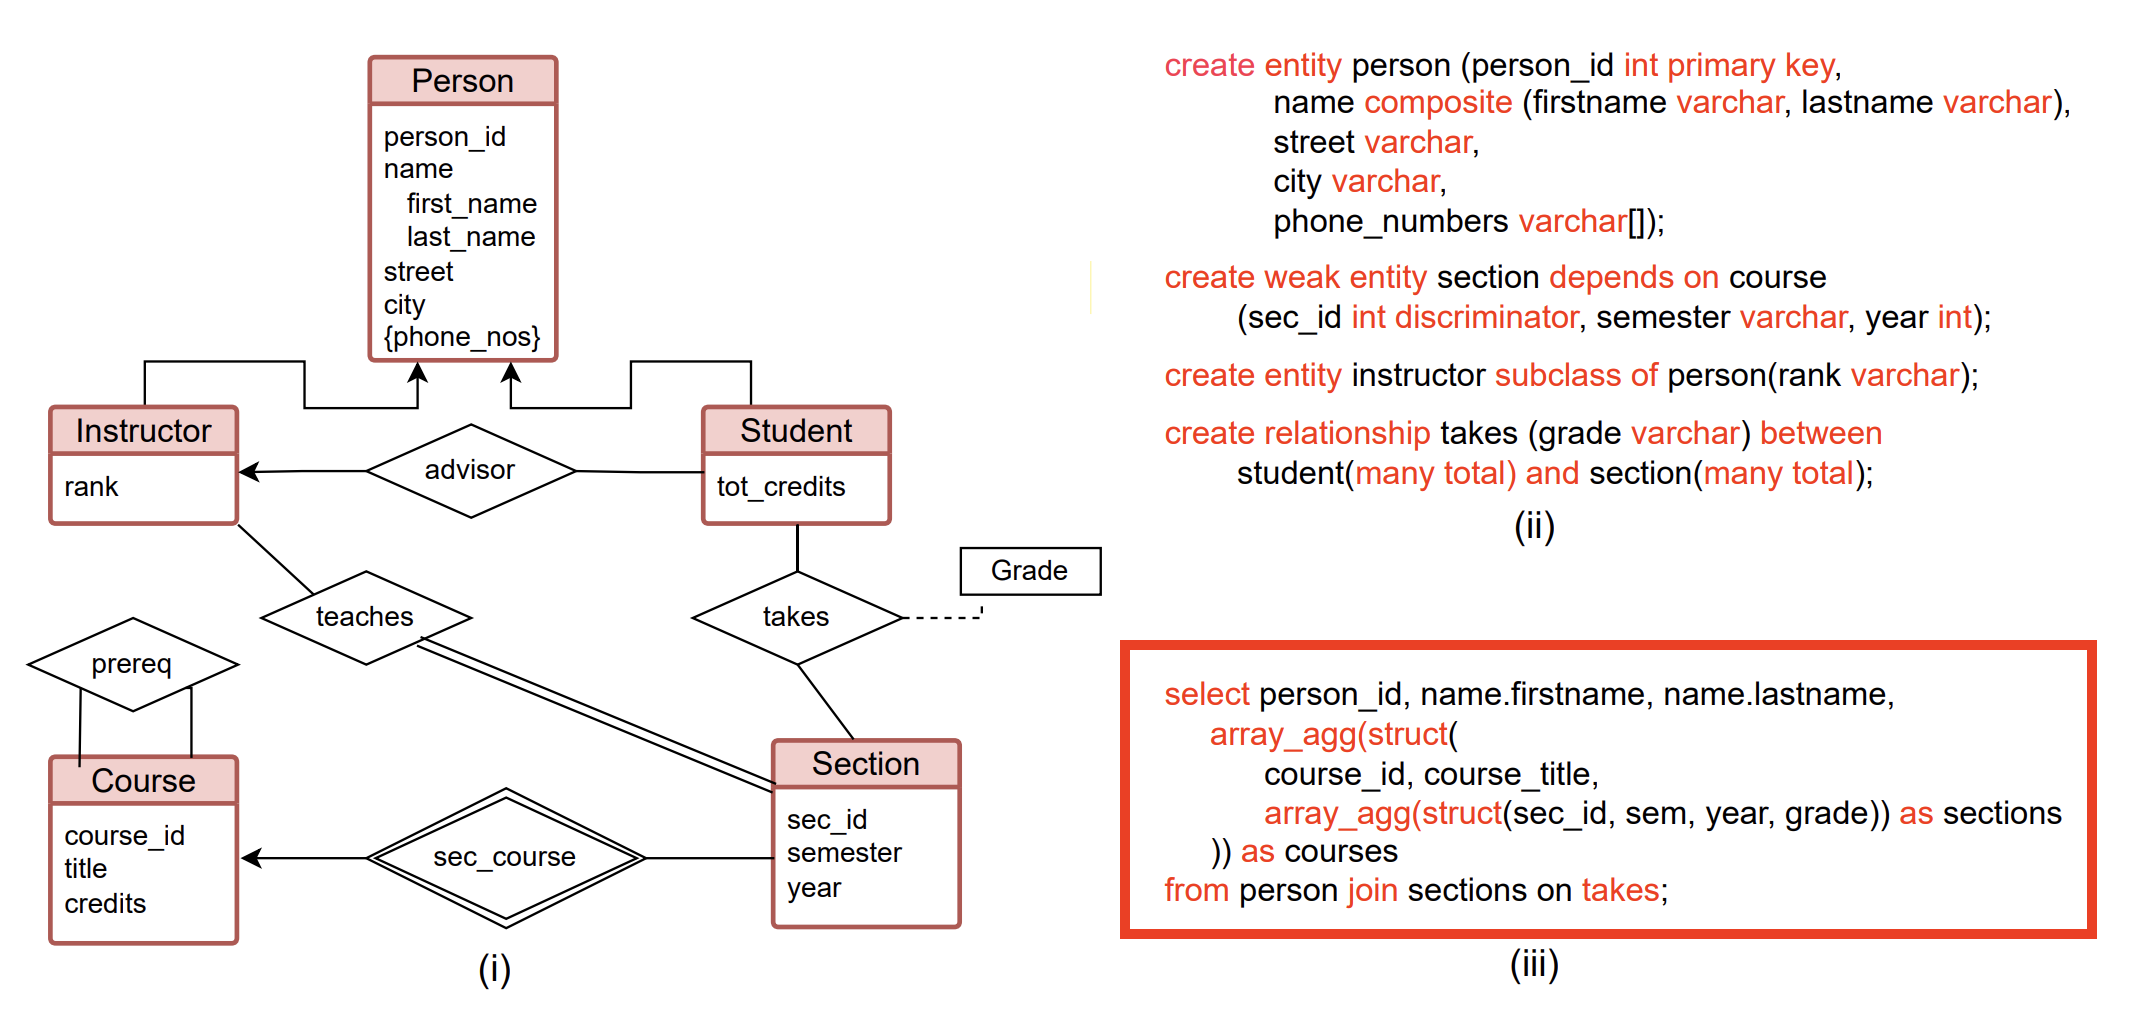 Person
person_id
name
first_name
last_name
street
city
{phone_nos}
Instructor
rank
advisor
Student
tot_credits
teaches
takes
Grade
prereq
Course
course_id
title
credits
sec_course
Section
sec_id
semester
year
(i)
create entity person (person_id int primary key,
name composite (firstname varchar, lastname varchar),
street varchar,
city varchar,
phone_numbers varchar[]);
create weak entity section depends on course
(sec_id int discriminator, semester varchar, year int);
create entity instructor subclass of person(rank varchar);
create relationship takes (grade varchar) between
student(many total) and section(many total);
(ii)
select person_id, name.firstname, name.lastname,
array_agg(struct(
course_id, course_title,
array_agg(struct(sec_id, sem, year, grade)) as sections
)) as courses
from person join sections on takes;
(iii)